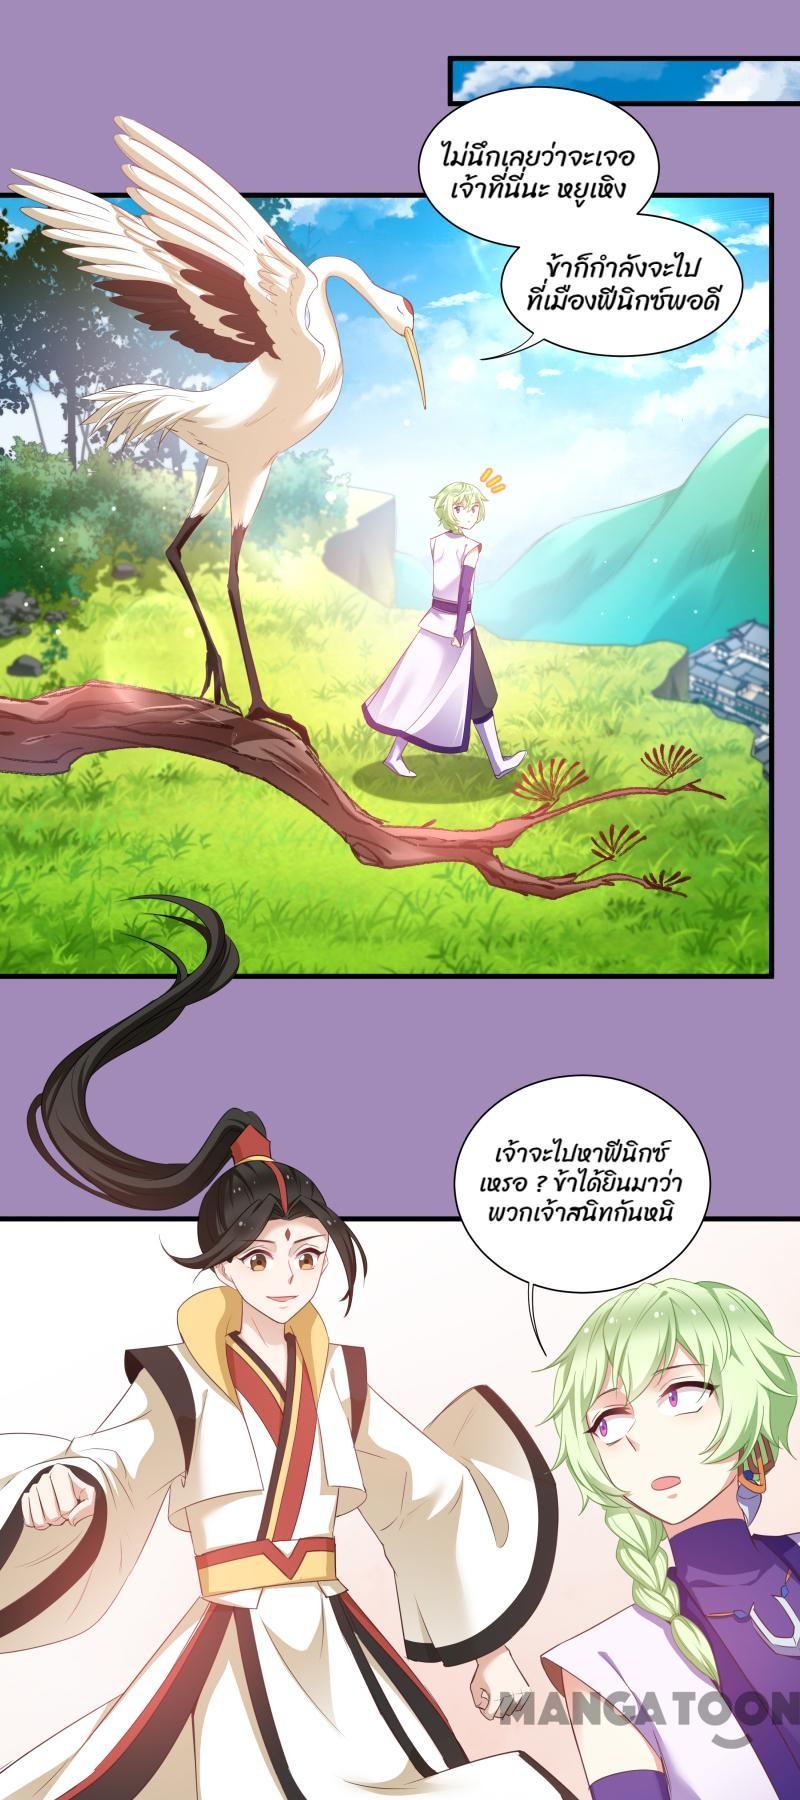 ไม่นึกเลยว่าจะเจอ
เจ้าที่นี่นะ หยูเหิง
ข้าก็กำลังจะไป
ที่เมืองฟีนิกซ์พอดี
เจ้าจะไปหาฟีนิกซ์
เหรอ ? ข้าได้ยินมาว่า
พวกเจ้าสนิทกันหนิ
MANGATOON